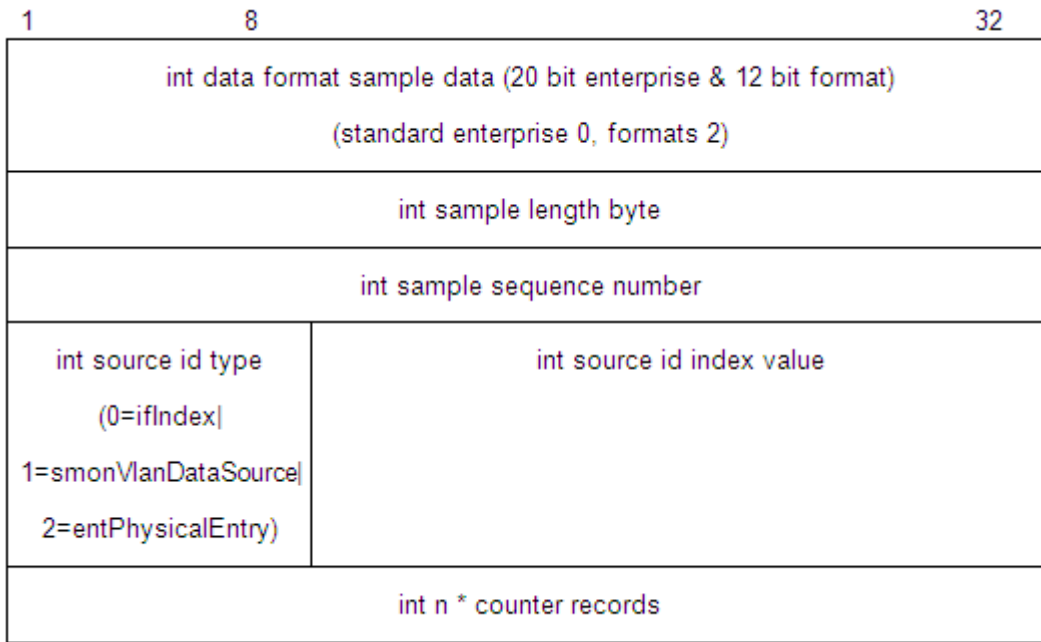 1 8 32
int data format sample data (20 bit enterprise & 12 bit format)
(standard enterprise 0, formats 2)
int sample length byte
int sample sequence number
int source id type
(0=ifIndex|
1=smonVlanDataSource|
2=entPhysicalEntry)
int source id index value
int n * counter records